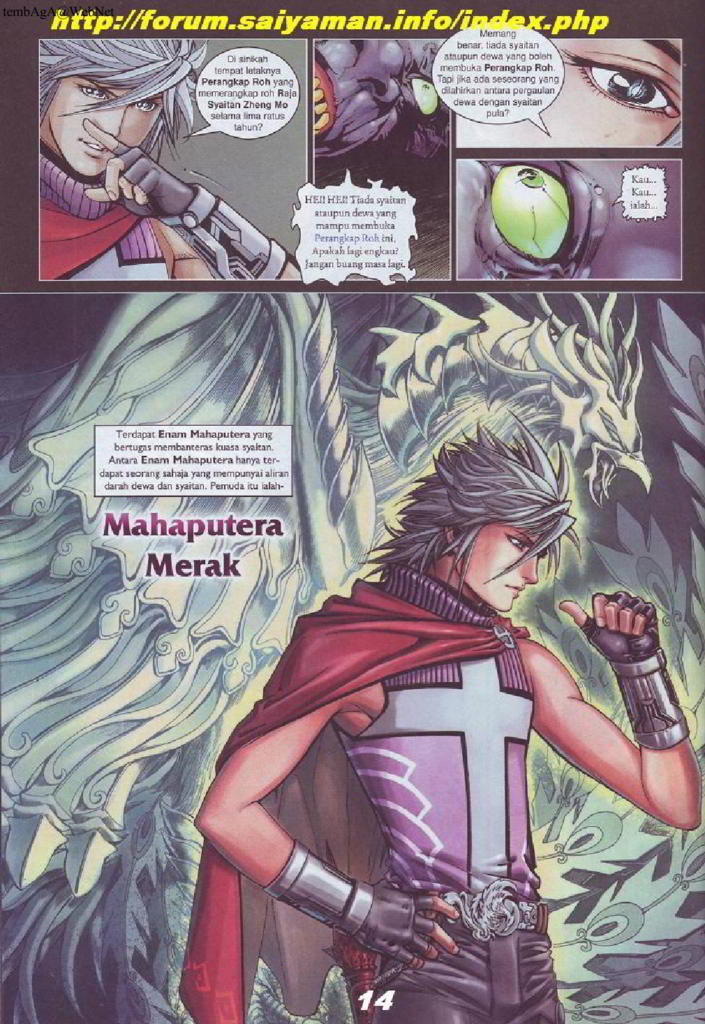 tembAgA@WebNet
http://forum.saiyaman.info/index.php
Di sinikah
tempat letaknya
Perangkap Roh yang
memerangkap roh Raja
Syaitan Zheng Mo
selama lima ratus
tahun?
HEI! HEI! Tiada syaitan
ataupun dewa yang
mampu membuka
Perangkap Roh ini,
Apakah lagi engkau?
Jangan buang masa lagi.
Memang
benar, tiada syaitan
ataupun dewa yang boleh
membuka Perangkap Roh.
Tapi jika ada seseorang yang
dilahirkan antara pergaulan
dewa dengan syaitan
pula?
Kau...
Kau...
ialah...
Terdapat Enam Mahaputera yang
bertugas membanteras kuasa syaitan.
Antara Enam Mahaputera hanya ter-
dapat seorang sahaja yang mempunyai aliran
darah dewa dan syaitan. Pemuda itu ialah-
Mahaputera
Merak
14